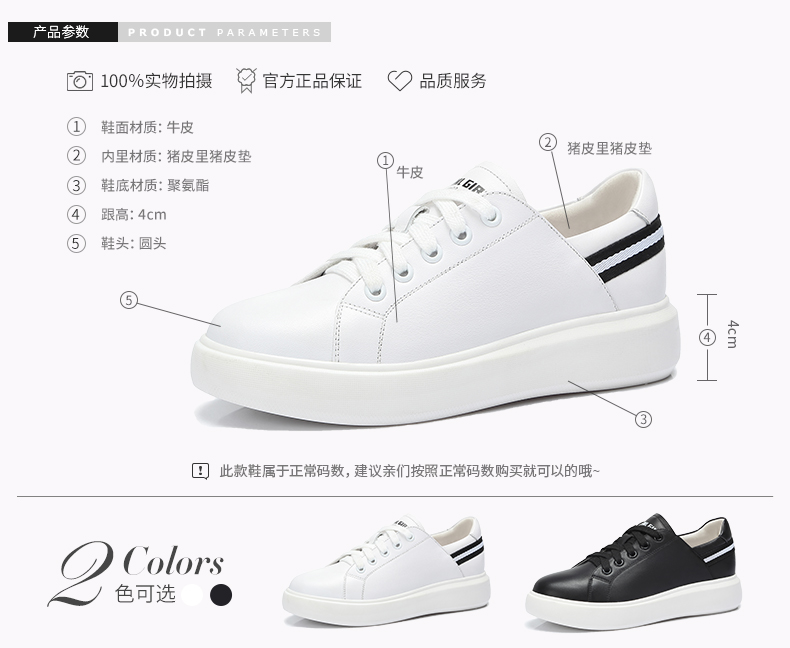 产品参数 PRODUCT PARAMETERS
100%实物拍摄 官方正品保证 品质服务
1 鞋面材质：牛皮
2 内里材质：猪皮里猪皮垫
3 鞋底材质：聚氨酯
4 跟高：4cm
5 鞋头：圆头
1 牛皮
2 猪皮里猪皮垫
5
4 4cm
3
此款鞋属于正常码数，建议亲们按照正常码数购买就可以的哦~
2 Colors
色可选